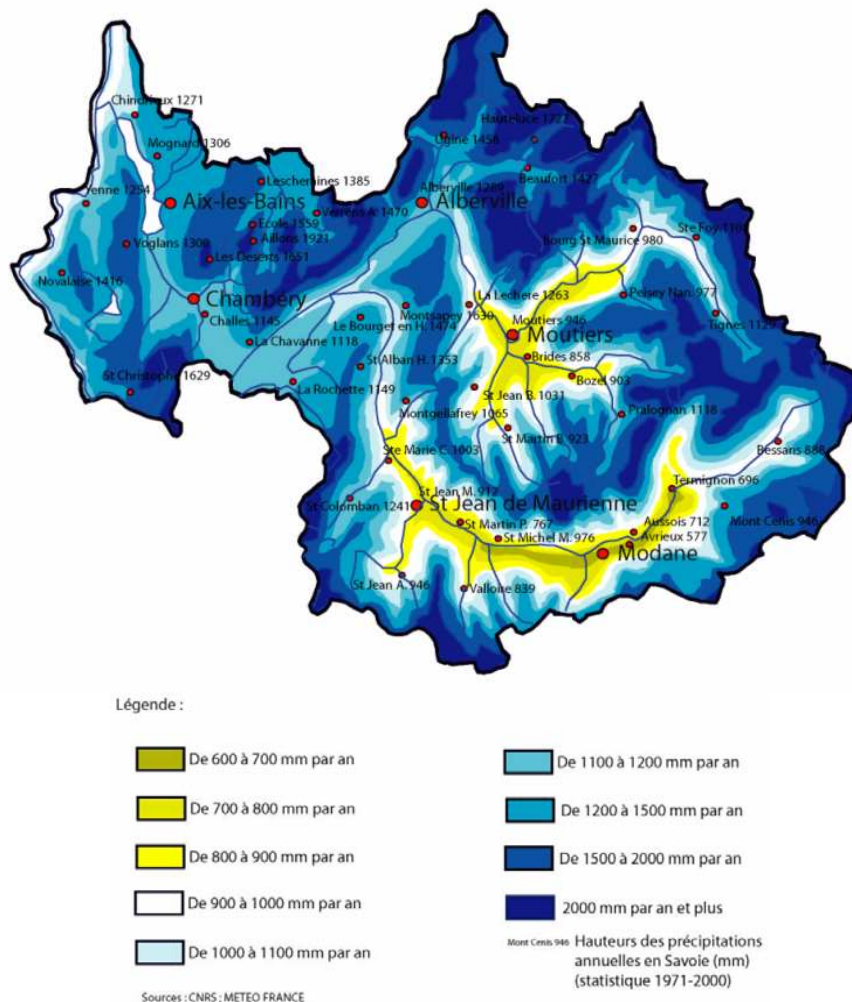 Chindrieux 1271
Mognard 1306
Hauteluce 1722
Ugine 1458
Lescheraines 1385
Beaufort 1427
Yenne 1254
Aix-les-Bains
Alberville 1289
Alberville
Verrens A. 1470
Ecole 1559
Aillons 1921
Voglans 1300
Les Deserts 1651
Bourg St Maurice 980
Ste Foy
Novalaise 1416
Chambéry
La Lechere 1263
Peisey Nan. 977
Montsapey 1630
Challes 1145
Le Bourget en H. 1474
Moutiers 946
Moutiers
Tignes 1129
La Chavanne 1118
Brides 858
St Alban H. 1353
Bozel 903
St Christophe 1629
La Rochette 1149
St Jean B. 1031
Montgellafrey 1065
Pralognan 1118
St Martin B. 923
Ste Marie C. 1003
Bessans 888
Termignon 696
St Jean M. 912
St Colomban 1241
St Jean de Maurienne
Mont Cenis 946
St Martin P. 767
Aussois 712
St Michel M. 976
Avrieux 577
Modane
St Jean A. 946
Valloire 839
Légende :
De 600 à 700 mm par an
De 700 à 800 mm par an
De 800 à 900 mm par an
De 900 à 1000 mm par an
De 1000 à 1100 mm par an
De 1100 à 1200 mm par an
De 1200 à 1500 mm par an
De 1500 à 2000 mm par an
2000 mm par an et plus
Mont Cenis 946 Hauteurs des précipitations
annuelles en Savoie (mm)
(statistique 1971-2000)
Sources : CNRS ; METEO FRANCE